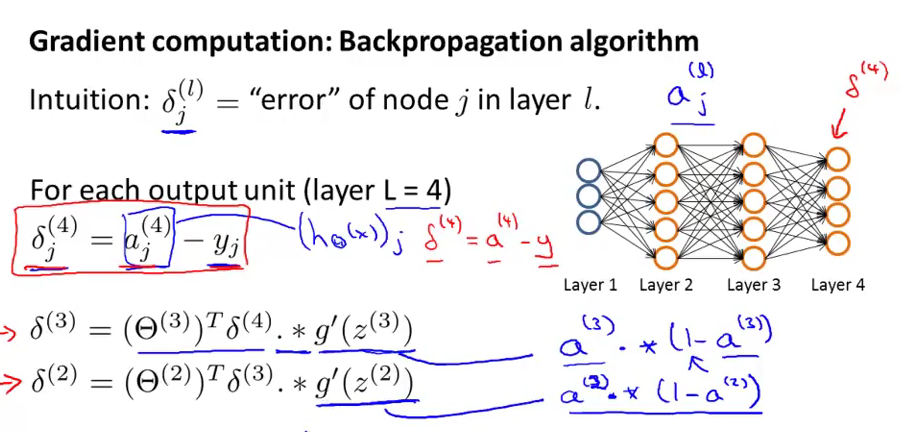 Gradient computation: Backpropagation algorithm
Intuition: δ_j^{(l)} = “error” of node j in layer l.
a_j^{(l)}
δ^{(4)}
For each output unit (layer L = 4)
δ_j^{(4)} = a_j^{(4)} − y_j
(h_Θ(x))_j
δ^{(4)} = a^{(4)} - y
Layer 1 Layer 2 Layer 3 Layer 4
δ^{(3)} = (Θ^{(3)})^T δ^{(4)} .∗ g′(z^{(3)})
a^{(3)} .* (1-a^{(3)})
δ^{(2)} = (Θ^{(2)})^T δ^{(3)} .∗ g′(z^{(2)})
a^{(2)} .* (1-a^{(2)})